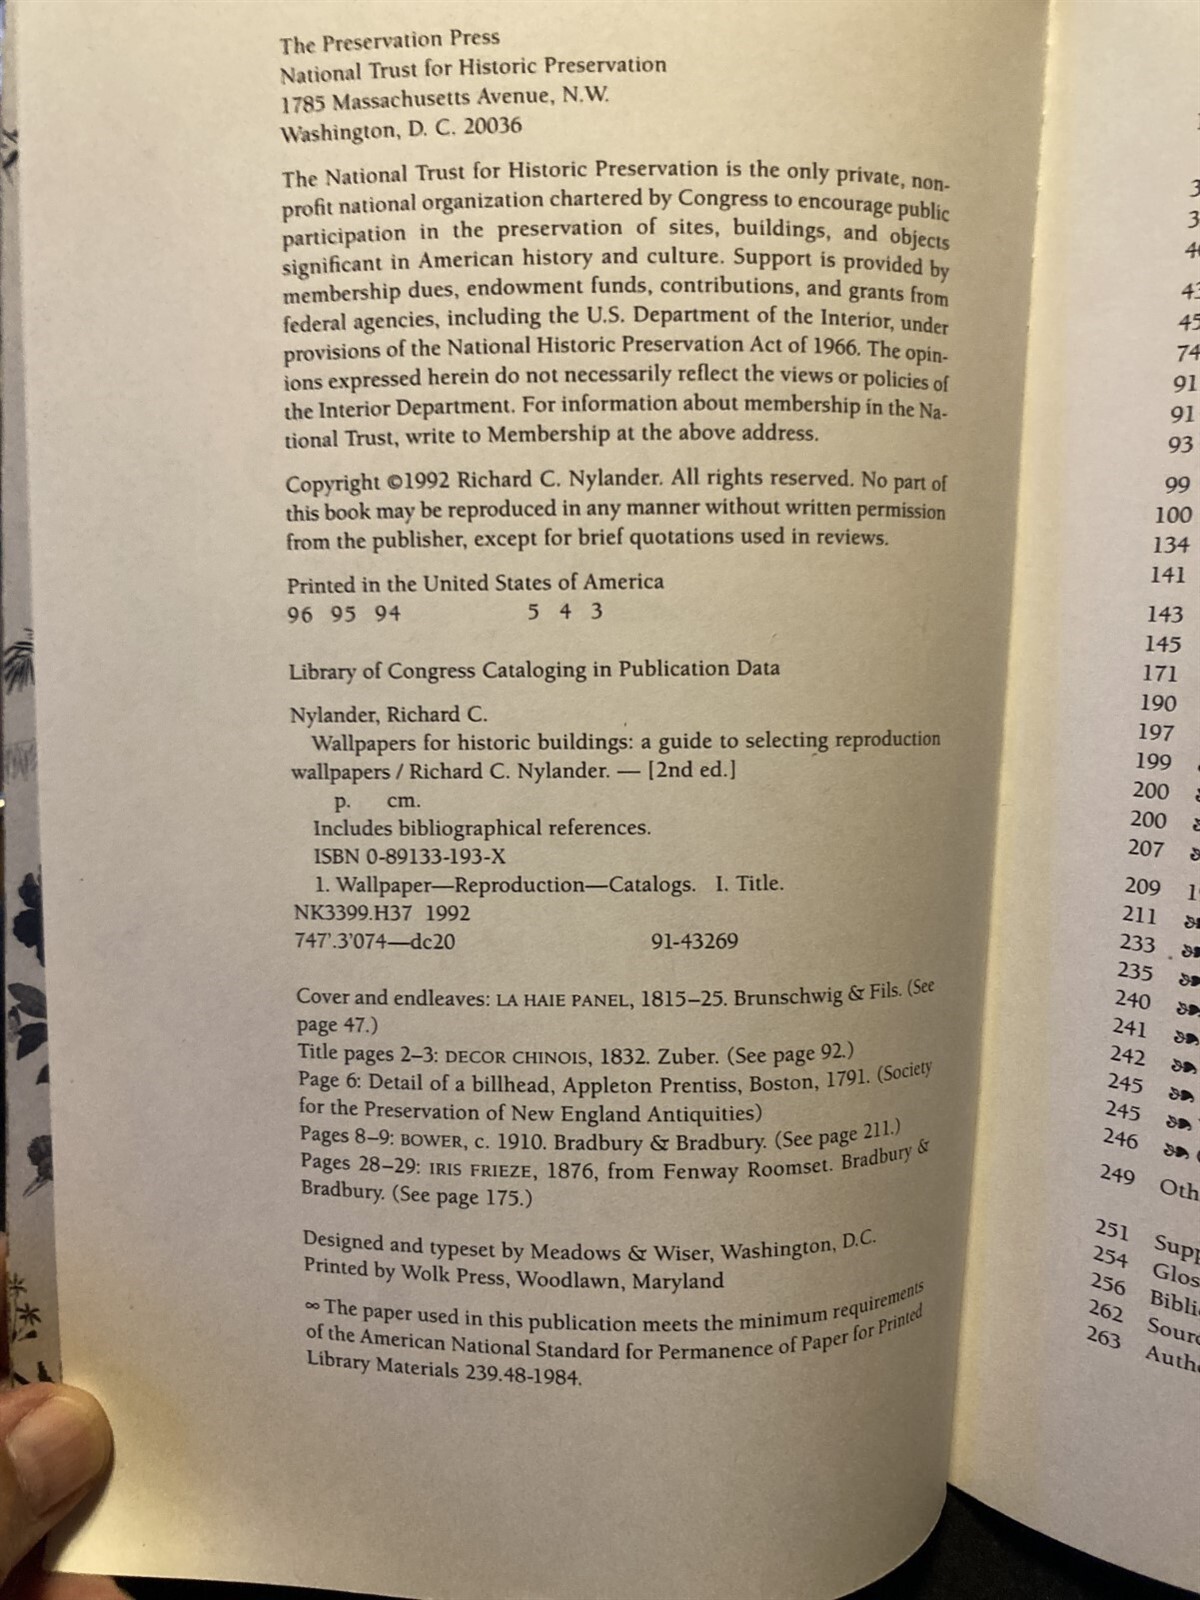 The Preservation Press
National Trust for Historic Preservation
1785 Massachusetts Avenue, N.W.
Washington, D. C. 20036
The National Trust for Historic Preservation is the only private, non-
profit national organization chartered by Congress to encourage public
participation in the preservation of sites, buildings, and objects
significant in American history and culture. Support is provided by
membership dues, endowment funds, contributions, and grants from
federal agencies, including the U.S. Department of the Interior, under
provisions of the National Historic Preservation Act of 1966. The opin-
ions expressed herein do not necessarily reflect the views or policies of
the Interior Department. For information about membership in the Na-
tional Trust, write to Membership at the above address.
Copyright ©1992 Richard C. Nylander. All rights reserved. No part of
this book may be reproduced in any manner without written permission
from the publisher, except for brief quotations used in reviews.
Printed in the United States of America
96 95 94 5 4 3
Library of Congress Cataloging in Publication Data
Nylander, Richard C.
Wallpapers for historic buildings: a guide to selecting reproduction
wallpapers / Richard C. Nylander. — [2nd ed.]
p. cm.
Includes bibliographical references.
ISBN 0-89133-193-X
1. Wallpaper—Reproduction—Catalogs. I. Title.
NK3399.H37 1992
747'.3'074—dc20 91-43269
Cover and endleaves: LA HAIE PANEL, 1815–25. Brunschwig & Fils. (See
page 47.)
Title pages 2–3: DECOR CHINOIS, 1832. Zuber. (See page 92.)
Page 6: Detail of a billhead, Appleton Prentiss, Boston, 1791. (Society
for the Preservation of New England Antiquities)
Pages 8–9: BOWER, c. 1910. Bradbury & Bradbury. (See page 211.)
Pages 28–29: IRIS FRIEZE, 1876, from Fenway Roomset. Bradbury &
Bradbury. (See page 175.)
Designed and typeset by Meadows & Wiser, Washington, D.C.
Printed by Wolk Press, Woodlawn, Maryland
∞ The paper used in this publication meets the minimum requirements
of the American National Standard for Permanence of Paper for Printed
Library Materials 239.48-1984.
74
91
91
93
99
100
134
141
143
145
171
190
197
199
200
200
207
209
211
233
235
240
241
242
245
245
246
249 Oth
251 Supp
254 Glos
256 Bibli
262 Sour
263 Auth